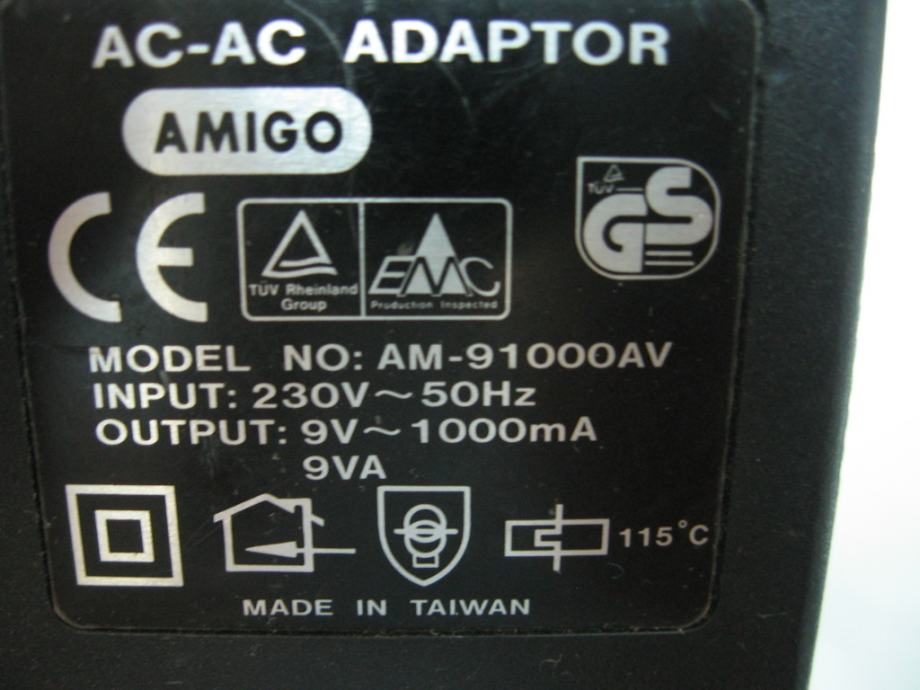 AC-AC ADAPTOR
AMIGO
TÜV
GS
CE
TÜV Rheinland
Group
EMC
Production Inspected
MODEL NO: AM-91000AV
INPUT: 230V~50Hz
OUTPUT: 9V~1000mA
9VA
115°C
MADE IN TAIWAN